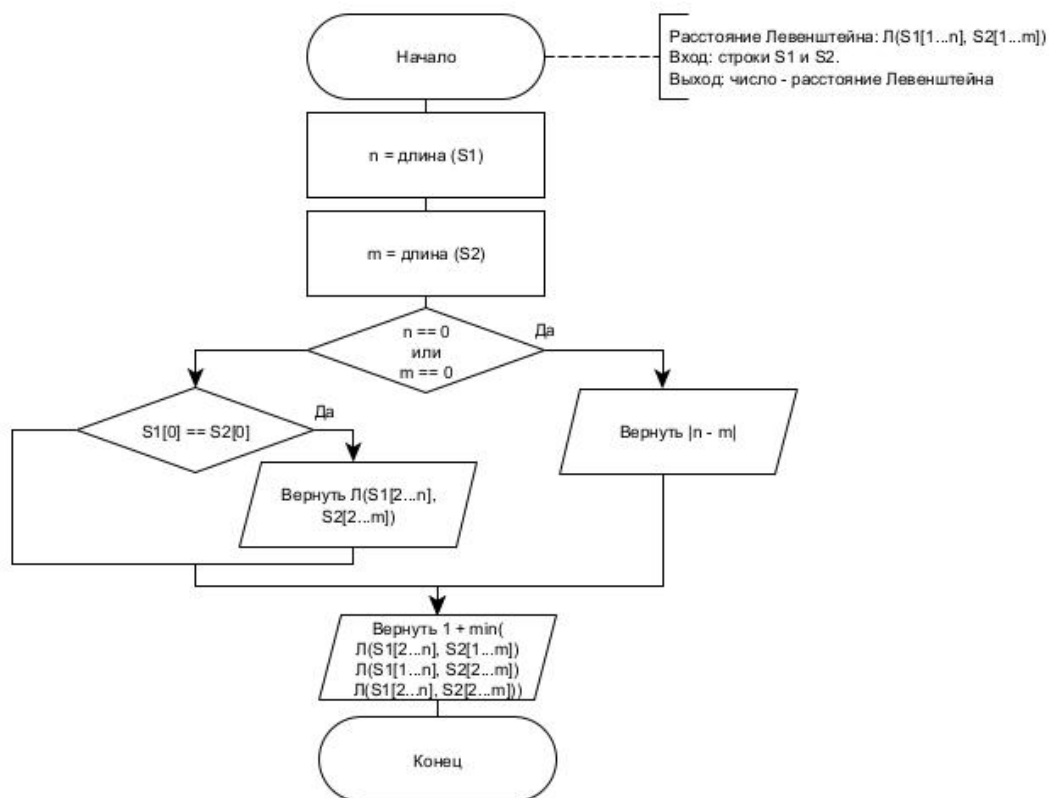 Начало
Расстояние Левенштейна: Л(S1[1...n], S2[1...m])
Вход: строки S1 и S2.
Выход: число - расстояние Левенштейна
n = длина (S1)
m = длина (S2)
n == 0
или
m == 0
Да
S1[0] == S2[0]
Да
Вернуть |n - m|
Вернуть Л(S1[2...n],
S2[2...m])
Вернуть 1 + min(
Л(S1[2...n], S2[1...m])
Л(S1[1...n], S2[2...m])
Л(S1[2...n], S2[2...m]))
Конец